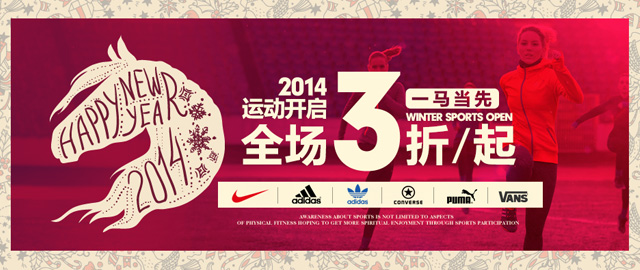 HAPPY NEW
YEAR
2014
2014
运动开启
全场3折/起
一马当先
WINTER SPORTS OPEN
adidas
adidas
CONVERSE
PUMA
VANS
AWARENESS ABOUT SPORTS IS NOT LIMITED TO ASPECTS
OF PHYSICAL FITNESS HOPING TO GET MORE SPIRITUAL ENJOYMENT THROUGH SPORTS PARTICIPATION